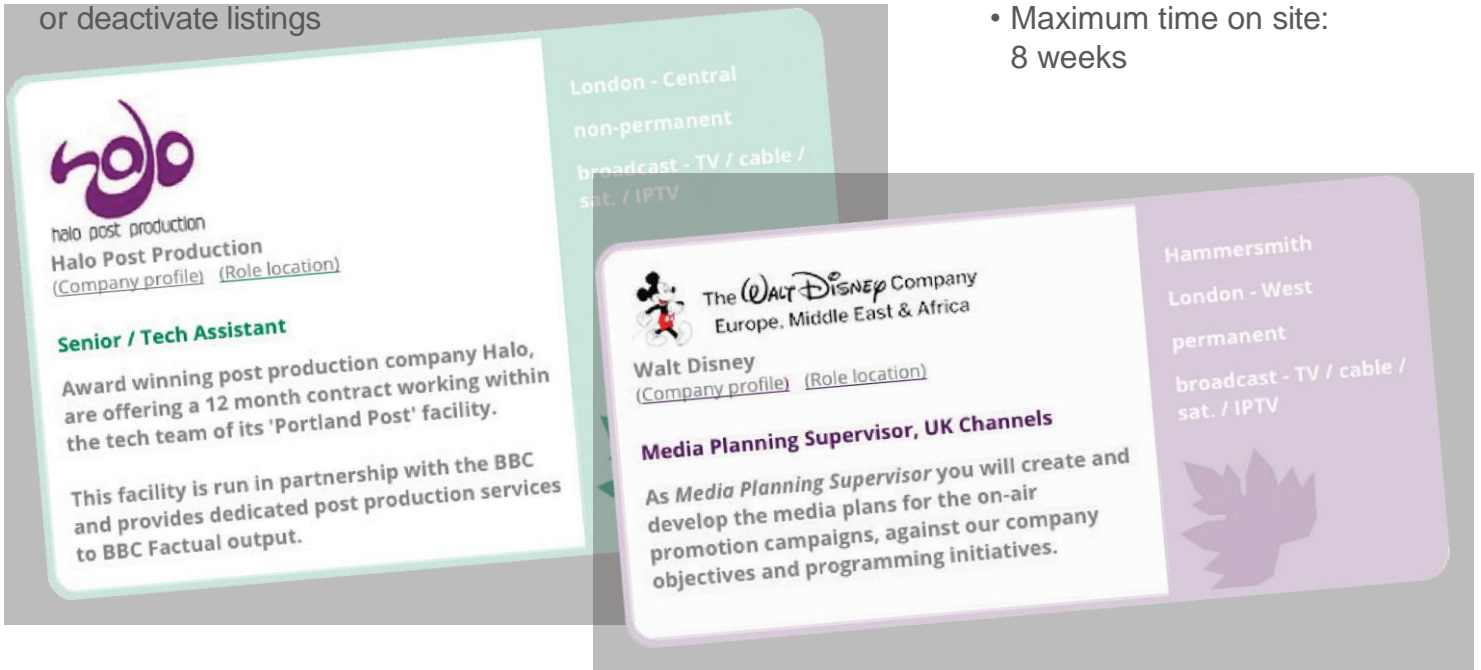 or deactivate listings
• Maximum time on site:
8 weeks
halo
halo post production
Halo Post Production
(Company profile) (Role location)
Senior / Tech Assistant
Award winning post production company Halo,
are offering a 12 month contract working within
the tech team of its 'Portland Post' facility.
This facility is run in partnership with the BBC
and provides dedicated post production services
to BBC Factual output.
London - Central
non-permanent
broadcast - TV / cable /
sat. / IPTV
The WALT DISNEY Company
Europe, Middle East & Africa
Walt Disney
(Company profile) (Role location)
Media Planning Supervisor, UK Channels
As Media Planning Supervisor you will create and
develop the media plans for the on-air
promotion campaigns, against our company
objectives and programming initiatives.
Hammersmith
London - West
permanent
broadcast - TV / cable /
sat. / IPTV